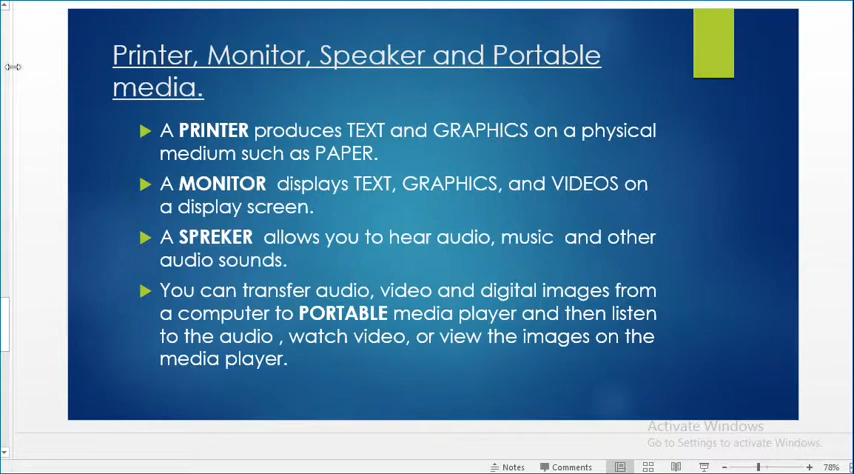 Printer, Monitor, Speaker and Portable
media.
A PRINTER produces TEXT and GRAPHICS on a physical
medium such as PAPER.
A MONITOR displays TEXT, GRAPHICS, and VIDEOS on
a display screen.
A SPREKER allows you to hear audio, music and other
audio sounds.
You can transfer audio, video and digital images from
a computer to PORTABLE media player and then listen
to the audio , watch video, or view the images on the
media player.
Activate Windows
Go to Settings to activate Windows.
Notes Comments 78%